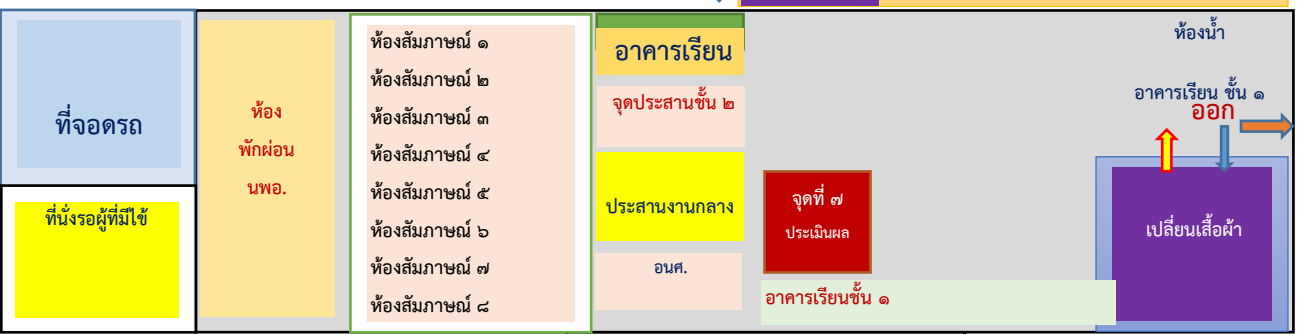 ที่จอดรถ
ที่นั่งรอผู้ที่มีไข้
ห้อง
พักผ่อน
นพอ.
ห้องสัมภาษณ์ ๑
ห้องสัมภาษณ์ ๒
ห้องสัมภาษณ์ ๓
ห้องสัมภาษณ์ ๔
ห้องสัมภาษณ์ ๕
ห้องสัมภาษณ์ ๖
ห้องสัมภาษณ์ ๗
ห้องสัมภาษณ์ ๘
อาคารเรียน
จุดประสานชั้น ๒
ประสานงานกลาง
อนศ.
จุดที่ ๗
ประเมินผล
อาคารเรียนชั้น ๑
ห้องน้ำ
อาคารเรียน ชั้น ๑
ออก
เปลี่ยนเสื้อผ้า